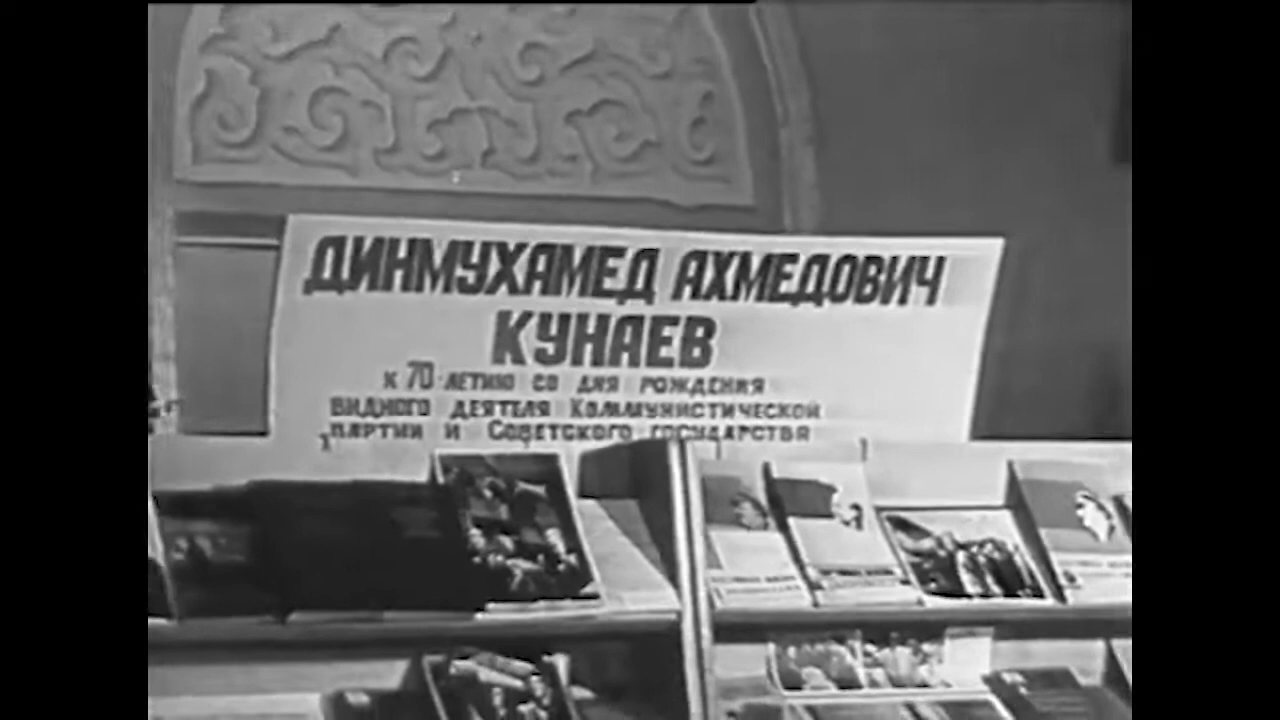 ДИНМУХАМЕД АХМЕДОВИЧ
КУНАЕВ
к 70-летию со дня рождения
видного деятеля Коммунистической
партии и Советского государства